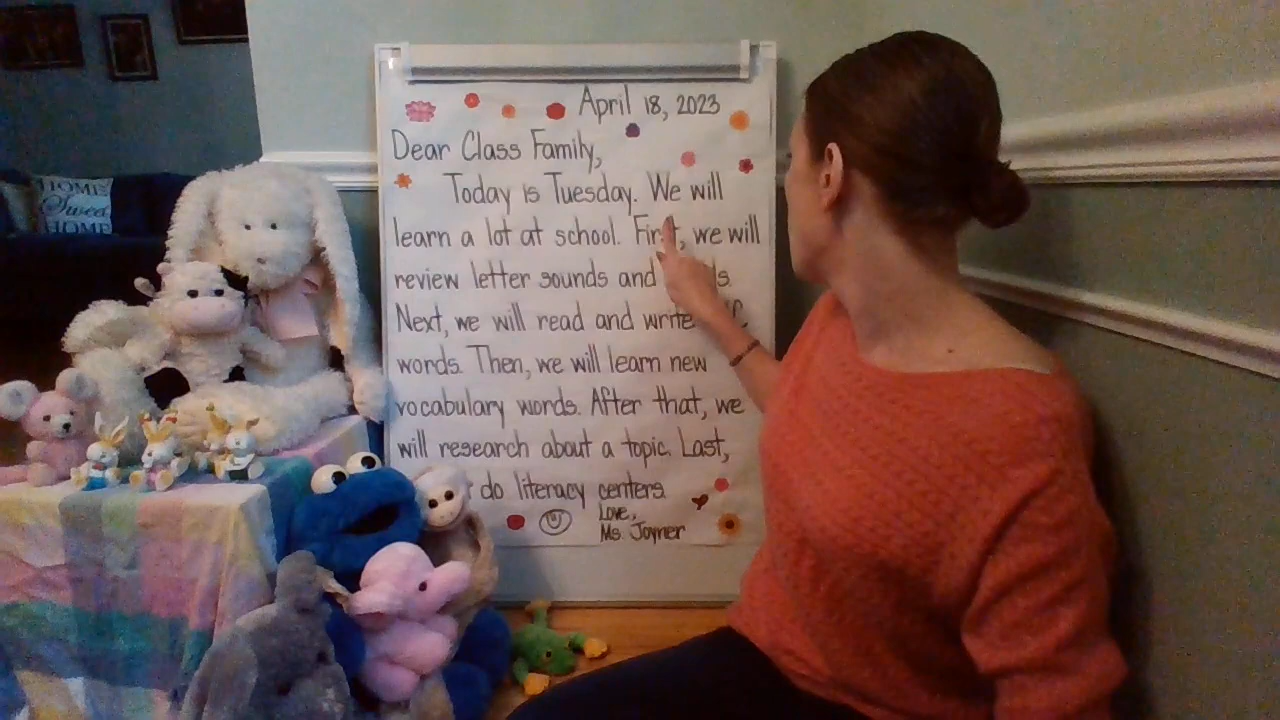 HOME
Sweet
HOME
April 18, 2023
Dear Class Family,
Today is Tuesday. We will
learn a lot at school. First, we will
review letter sounds and
Next, we will read and write
words. Then, we will learn new
vocabulary words. After that, we
will research about a topic. Last,
do literacy centers.
Love,
Ms. Joyner